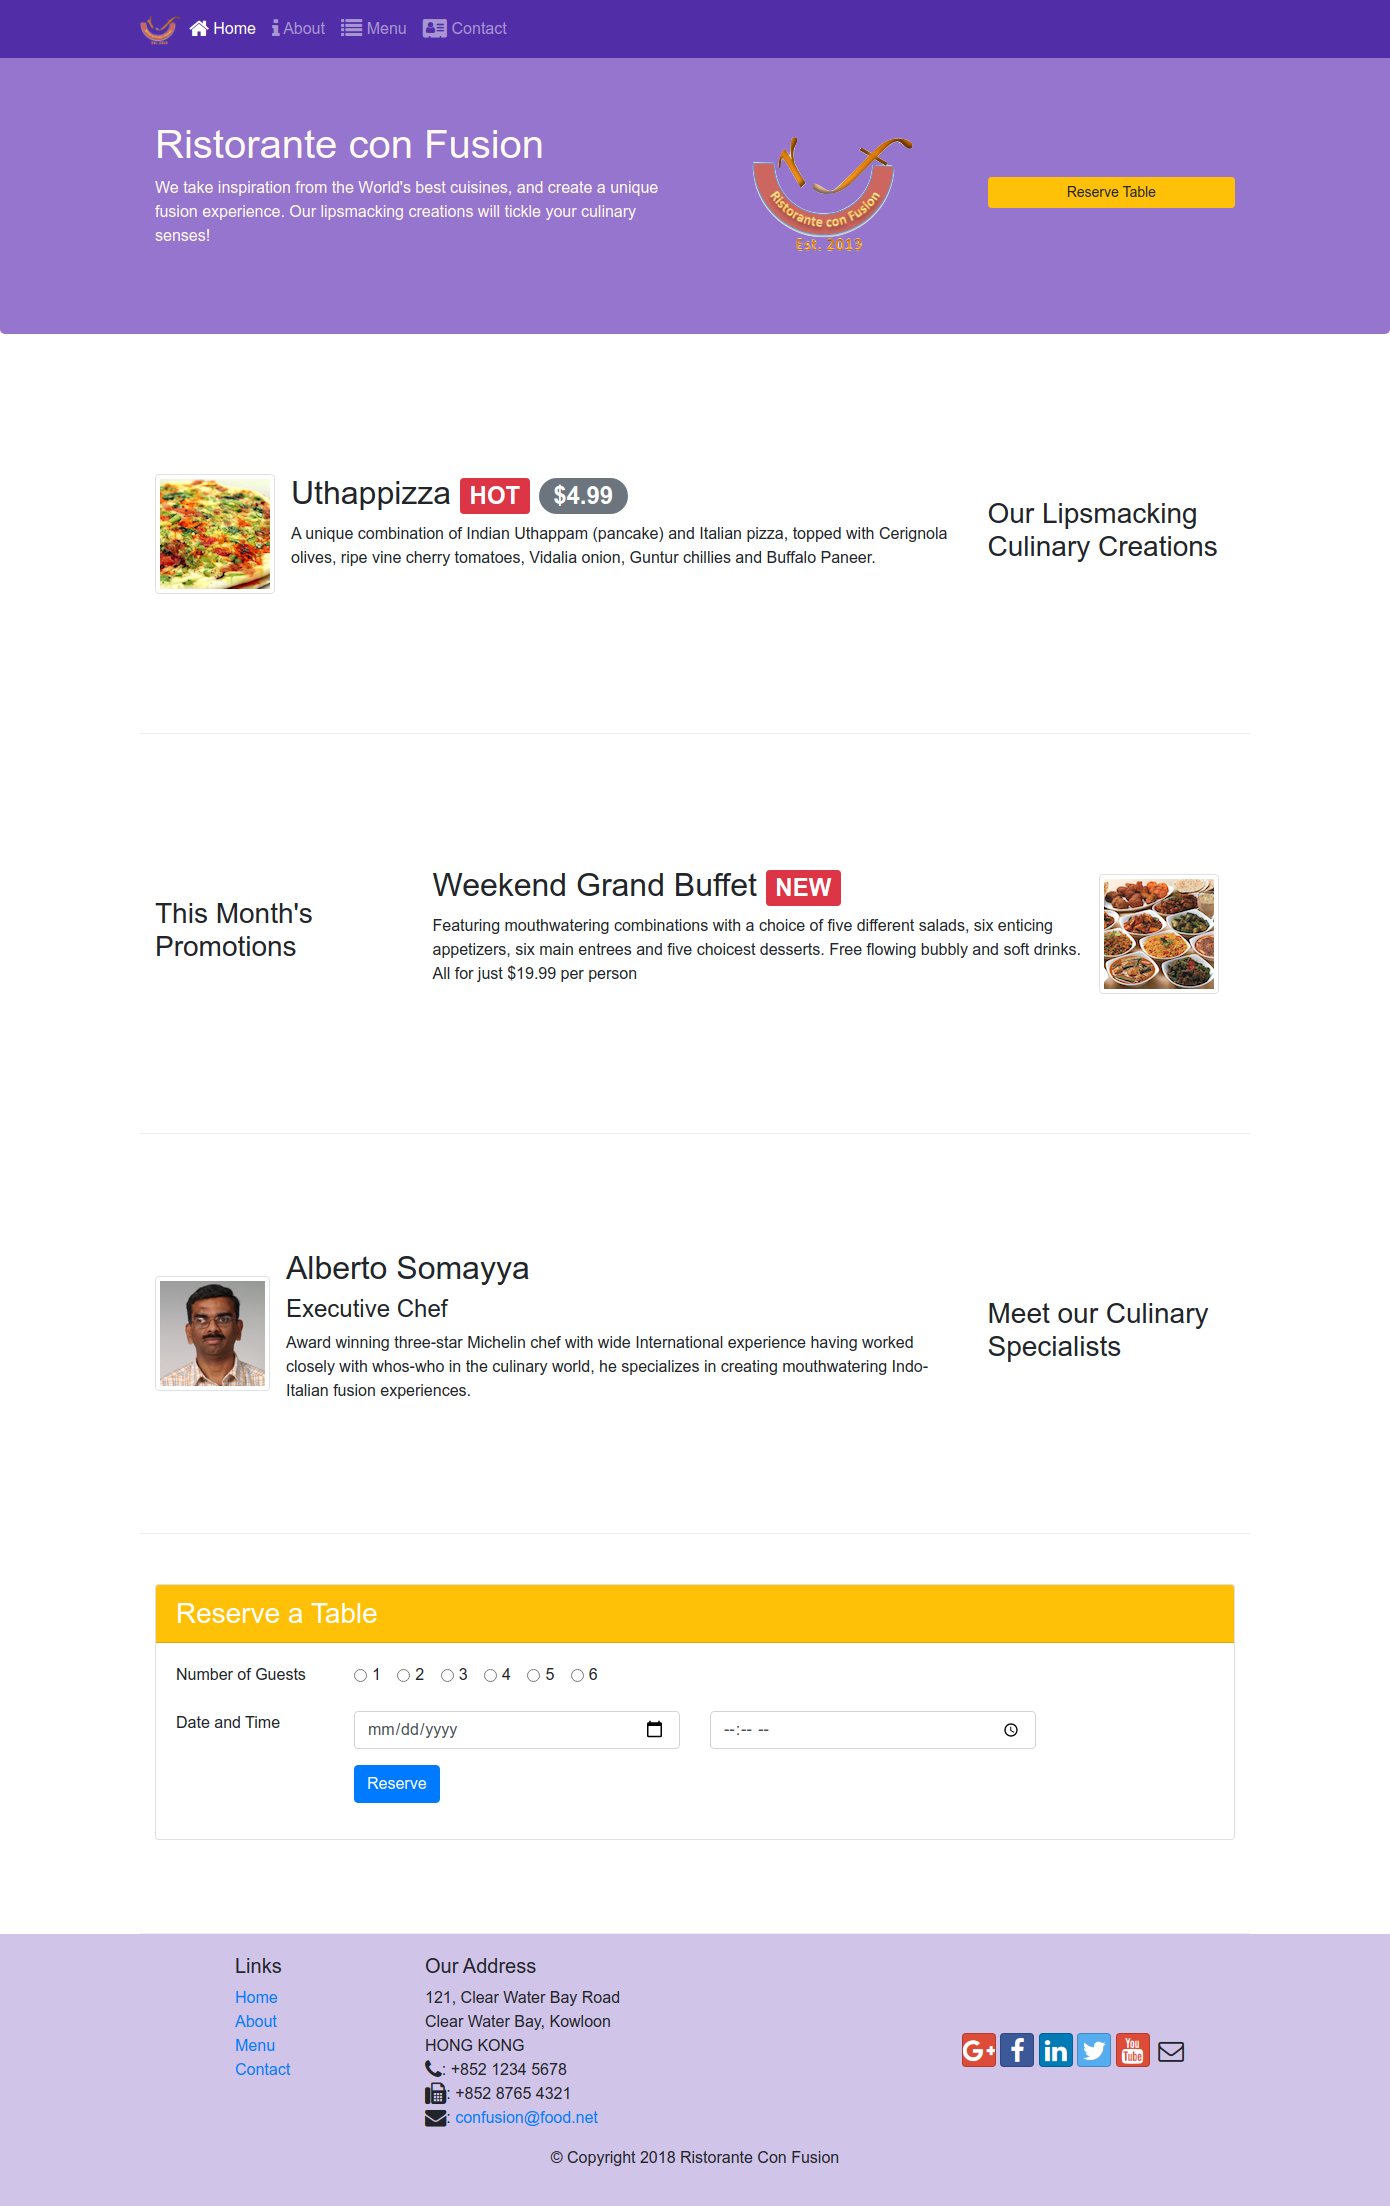 Home About Menu Contact
Ristorante con Fusion
We take inspiration from the World's best cuisines, and create a unique
fusion experience. Our lipsmacking creations will tickle your culinary
senses!
Ristorante con Fusion
Est. 2013
Reserve Table
Uthappizza HOT $4.99
A unique combination of Indian Uthappam (pancake) and Italian pizza, topped with Cerignola
olives, ripe vine cherry tomatoes, Vidalia onion, Guntur chillies and Buffalo Paneer.
Our Lipsmacking
Culinary Creations
This Month's
Promotions
Weekend Grand Buffet NEW
Featuring mouthwatering combinations with a choice of five different salads, six enticing
appetizers, six main entrees and five choicest desserts. Free flowing bubbly and soft drinks.
All for just $19.99 per person
Alberto Somayya
Executive Chef
Award winning three-star Michelin chef with wide International experience having worked
closely with whos-who in the culinary world, he specializes in creating mouthwatering Indo-
Italian fusion experiences.
Meet our Culinary
Specialists
Reserve a Table
Number of Guests 1 2 3 4 5 6
Date and Time mm/dd/yyyy --:-- --
Reserve
Links
Home
About
Menu
Contact
Our Address
121, Clear Water Bay Road
Clear Water Bay, Kowloon
HONG KONG
: +852 1234 5678
: +852 8765 4321
: confusion@food.net
G+ f in You Tube
© Copyright 2018 Ristorante Con Fusion